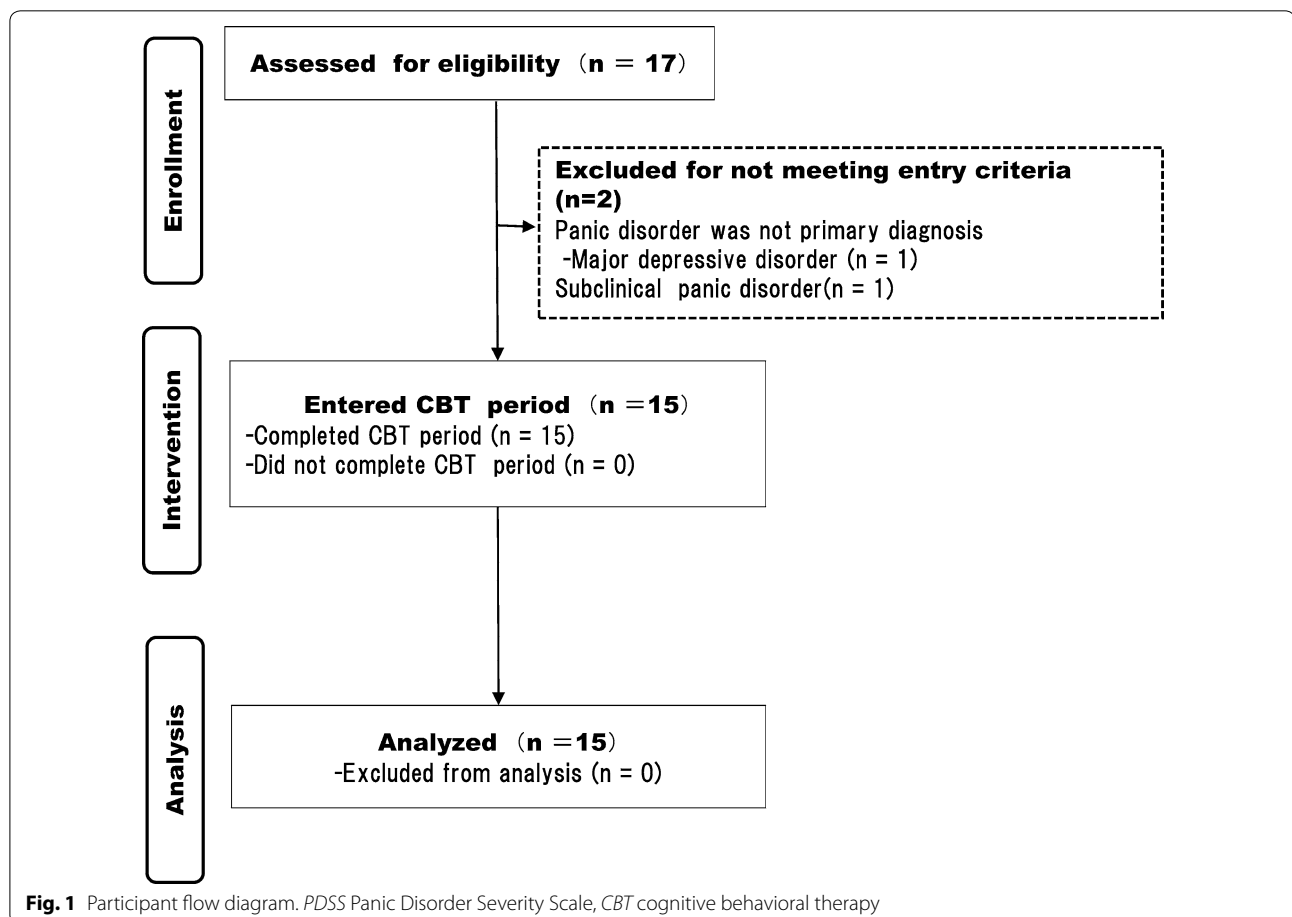 Enrollment
Assessed for eligibility（n = 17）
Excluded for not meeting entry criteria
(n=2)
Panic disorder was not primary diagnosis
-Major depressive disorder (n = 1)
Subclinical panic disorder(n = 1)
Intervention
Entered CBT period（n ＝15）
-Completed CBT period (n = 15)
-Did not complete CBT period (n = 0)
Analysis
Analyzed（n ＝15）
-Excluded from analysis (n = 0)
Fig. 1 Participant flow diagram. PDSS Panic Disorder Severity Scale, CBT cognitive behavioral therapy